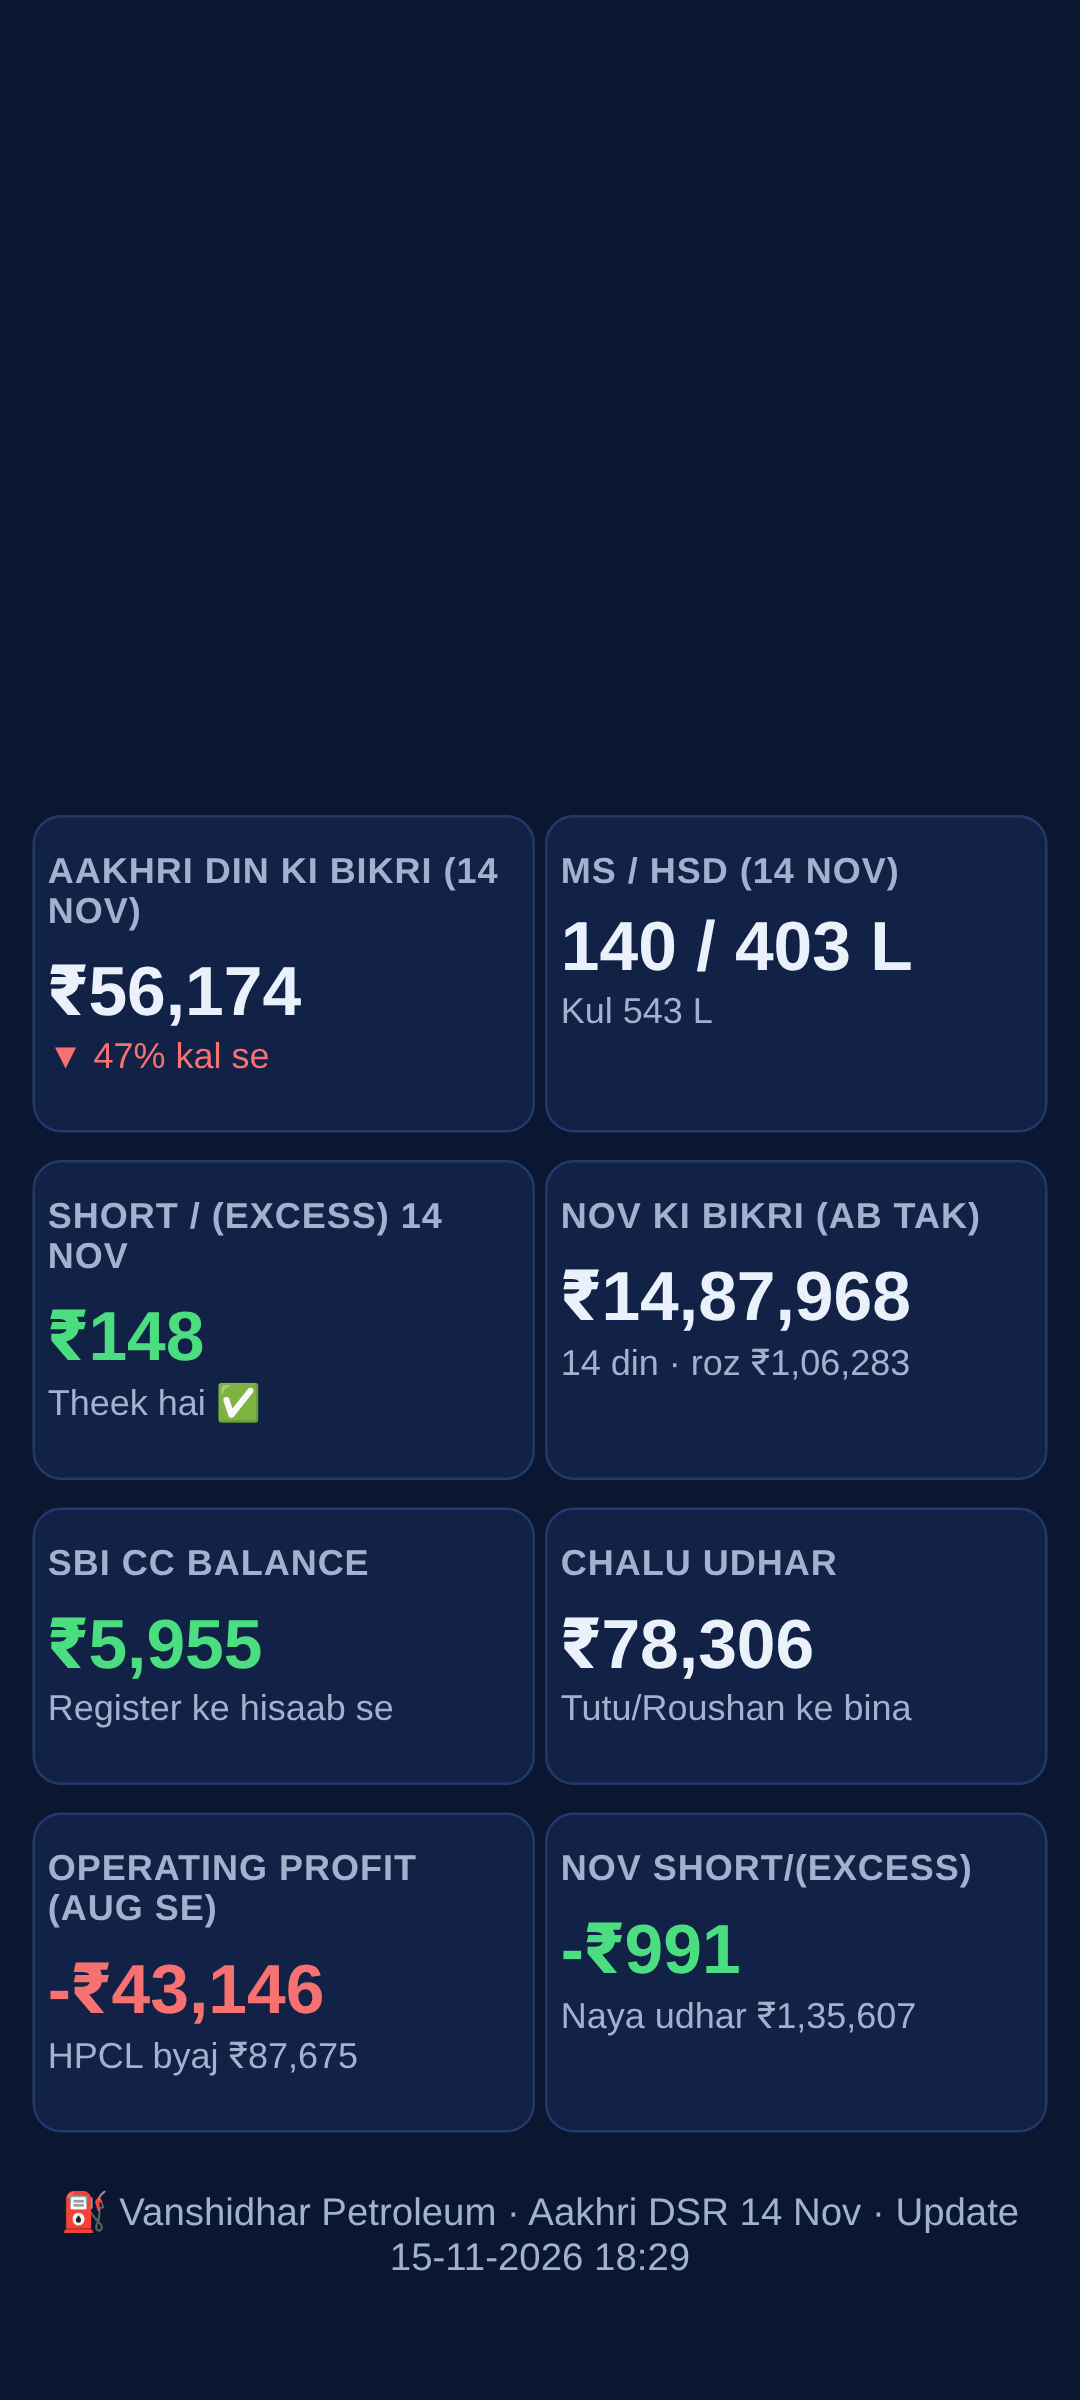 AAKHRI DIN KI BIKRI (14
NOV)
₹56,174
▼ 47% kal se
MS / HSD (14 NOV)
140 / 403 L
Kul 543 L
SHORT / (EXCESS) 14
NOV
₹148
Theek hai ✅
NOV KI BIKRI (AB TAK)
₹14,87,968
14 din · roz ₹1,06,283
SBI CC BALANCE
₹5,955
Register ke hisaab se
CHALU UDHAR
₹78,306
Tutu/Roushan ke bina
OPERATING PROFIT
(AUG SE)
-₹43,146
HPCL byaj ₹87,675
NOV SHORT/(EXCESS)
-₹991
Naya udhar ₹1,35,607
⛽ Vanshidhar Petroleum · Aakhri DSR 14 Nov · Update
15-11-2026 18:29